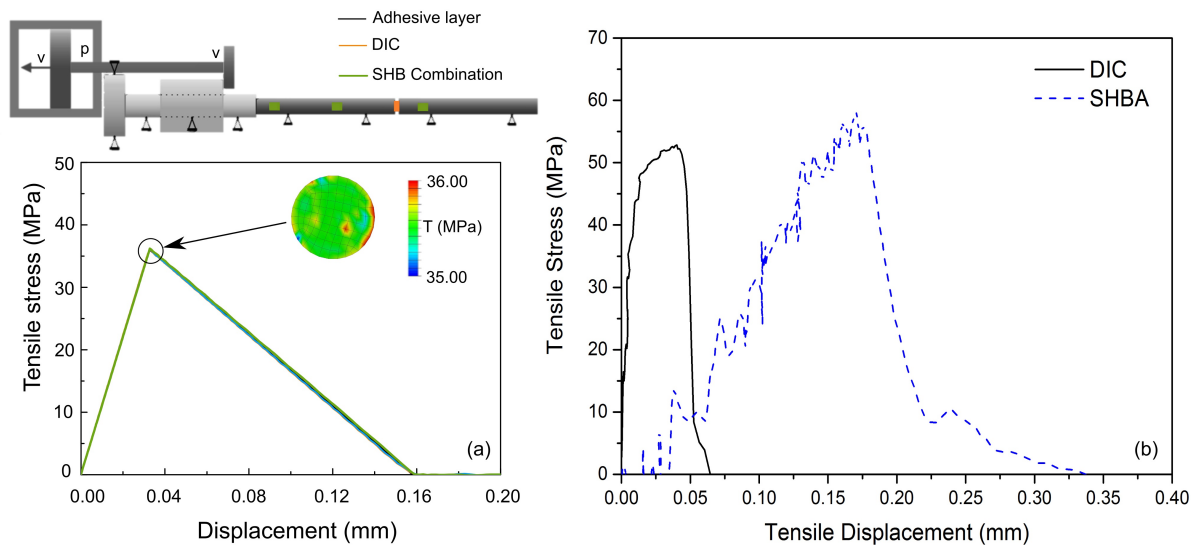 v
p
v
Adhesive layer
DIC
SHB Combination
50
40
30
20
10
0
Tensile stress (MPa)
36.00
T (MPa)
35.00
(a)
0.00 0.04 0.08 0.12 0.16 0.20
Displacement (mm)
70
60
50
40
30
20
10
0
Tensile Stress (MPa)
DIC
SHBA
(b)
0.00 0.05 0.10 0.15 0.20 0.25 0.30 0.35 0.40
Tensile Displacement (mm)